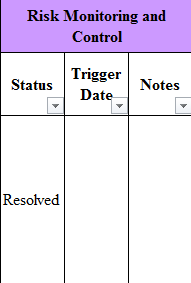 Risk Monitoring and
Control
Status
Trigger
Date
Notes
Resolved